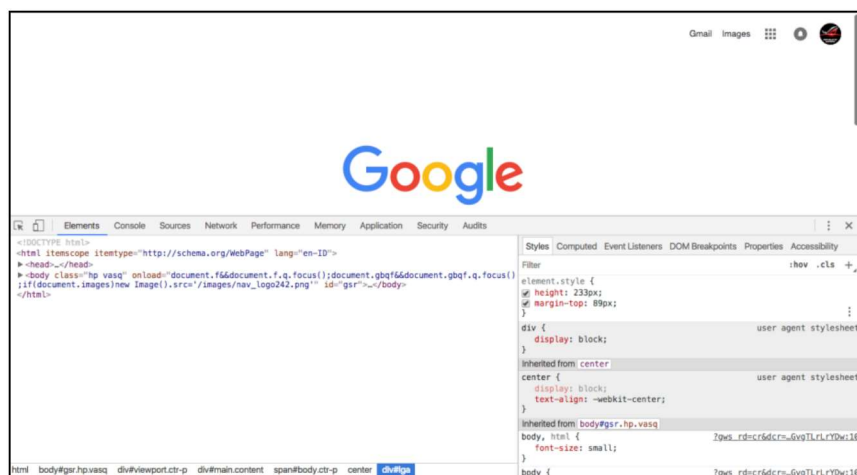 Gmail Images
Google
Elements Console Sources Network Performance Memory Application Security Audits
<!DOCTYPE html>
<html itemscope itemtype="http://schema.org/WebPage" lang="en-ID">
<head>…</head>
<body class="hp vasq" onload="document.f&&document.f.q.focus();document.gbqf&&document.gbqf.q.focus()
;if(document.images)new Image().src='/images/nav_logo242.png'" id="gsr">…</body>
</html>
Styles Computed Event Listeners DOM Breakpoints Properties Accessibility
Filter :hov .cls +
element.style {
height: 233px;
margin-top: 89px;
}
div { user agent stylesheet
display: block;
}
Inherited from center
center { user agent stylesheet
display: block;
text-align: -webkit-center;
}
Inherited from body#gsr.hp.vasq
body, html {
font-size: small;
}
body {
html body#gsr.hp.vasq div#viewport.ctr-p div#main.content span#body.ctr-p center div#lga